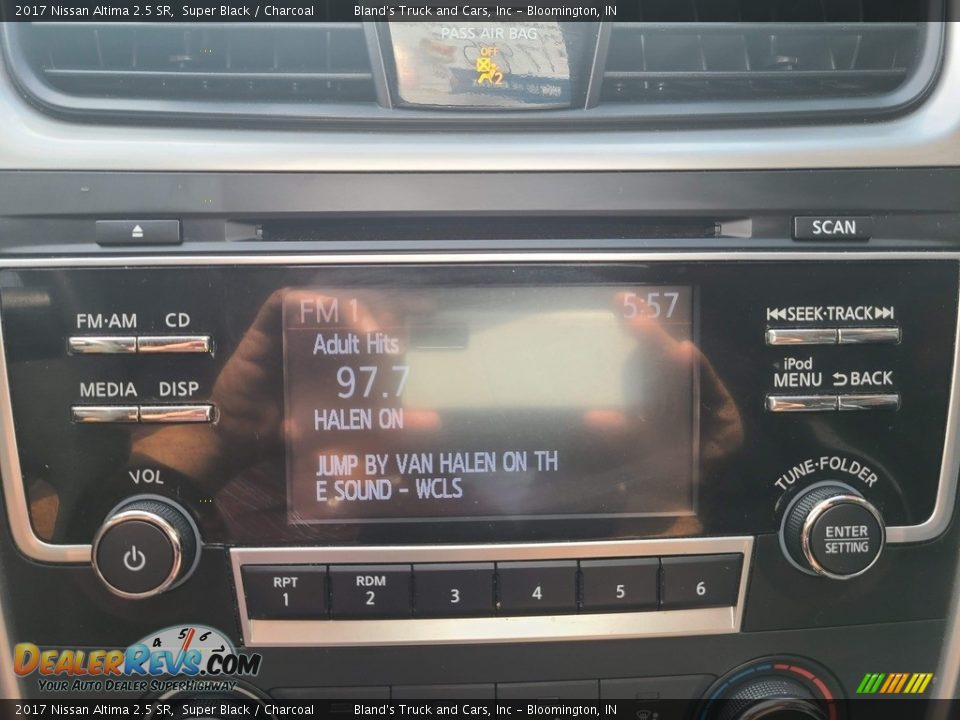 2017 Nissan Altima 2.5 SR, Super Black / Charcoal Bland's Truck and Cars, Inc - Bloomington, IN
PASS AIR BAG
OFF
2
SCAN
FM·AM CD
SEEK·TRACK
FM 1 5:57
Adult Hits
97.7
HALEN ON
JUMP BY VAN HALEN ON TH
E SOUND - WCLS
MEDIA DISP
iPod
MENU BACK
VOL
TUNE·FOLDER
ENTER
SETTING
RPT
1
RDM
2
3
4
5
6
4 5 6
DEALERREVS.COM
YOUR AUTO DEALER SUPERHIGHWAY
2017 Nissan Altima 2.5 SR, Super Black / Charcoal Bland's Truck and Cars, Inc - Bloomington, IN